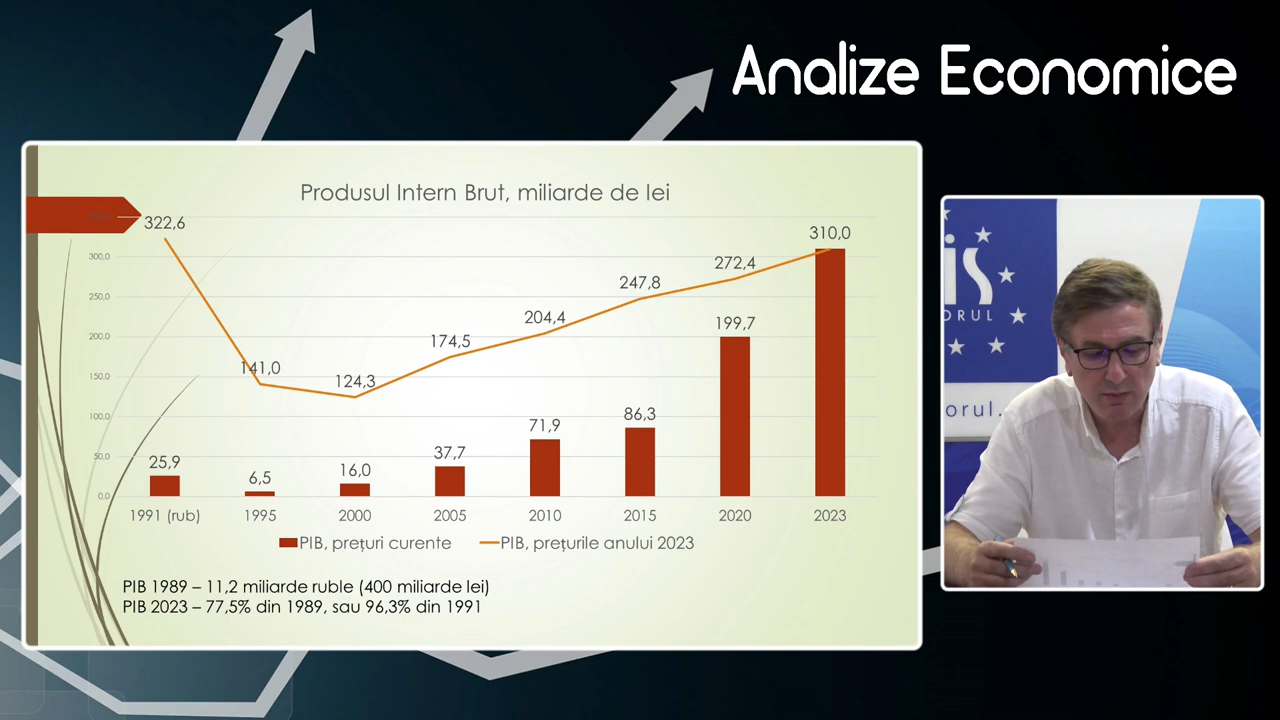 Analize Economice
Produsul Intern Brut, miliarde de lei
322,6
141,0
124,3
174,5
204,4
247,8
272,4
310,0
300,0
250,0
200,0
150,0
100,0
50,0
0,0
25,9
6,5
16,0
37,7
71,9
86,3
199,7
1991 (rub) 1995 2000 2005 2010 2015 2020 2023
PIB, prețuri curente PIB, prețurile anului 2023
PIB 1989 – 11,2 miliarde ruble (400 miliarde lei)
PIB 2023 – 77,5% din 1989, sau 96,3% din 1991
is
ORUL
orul.